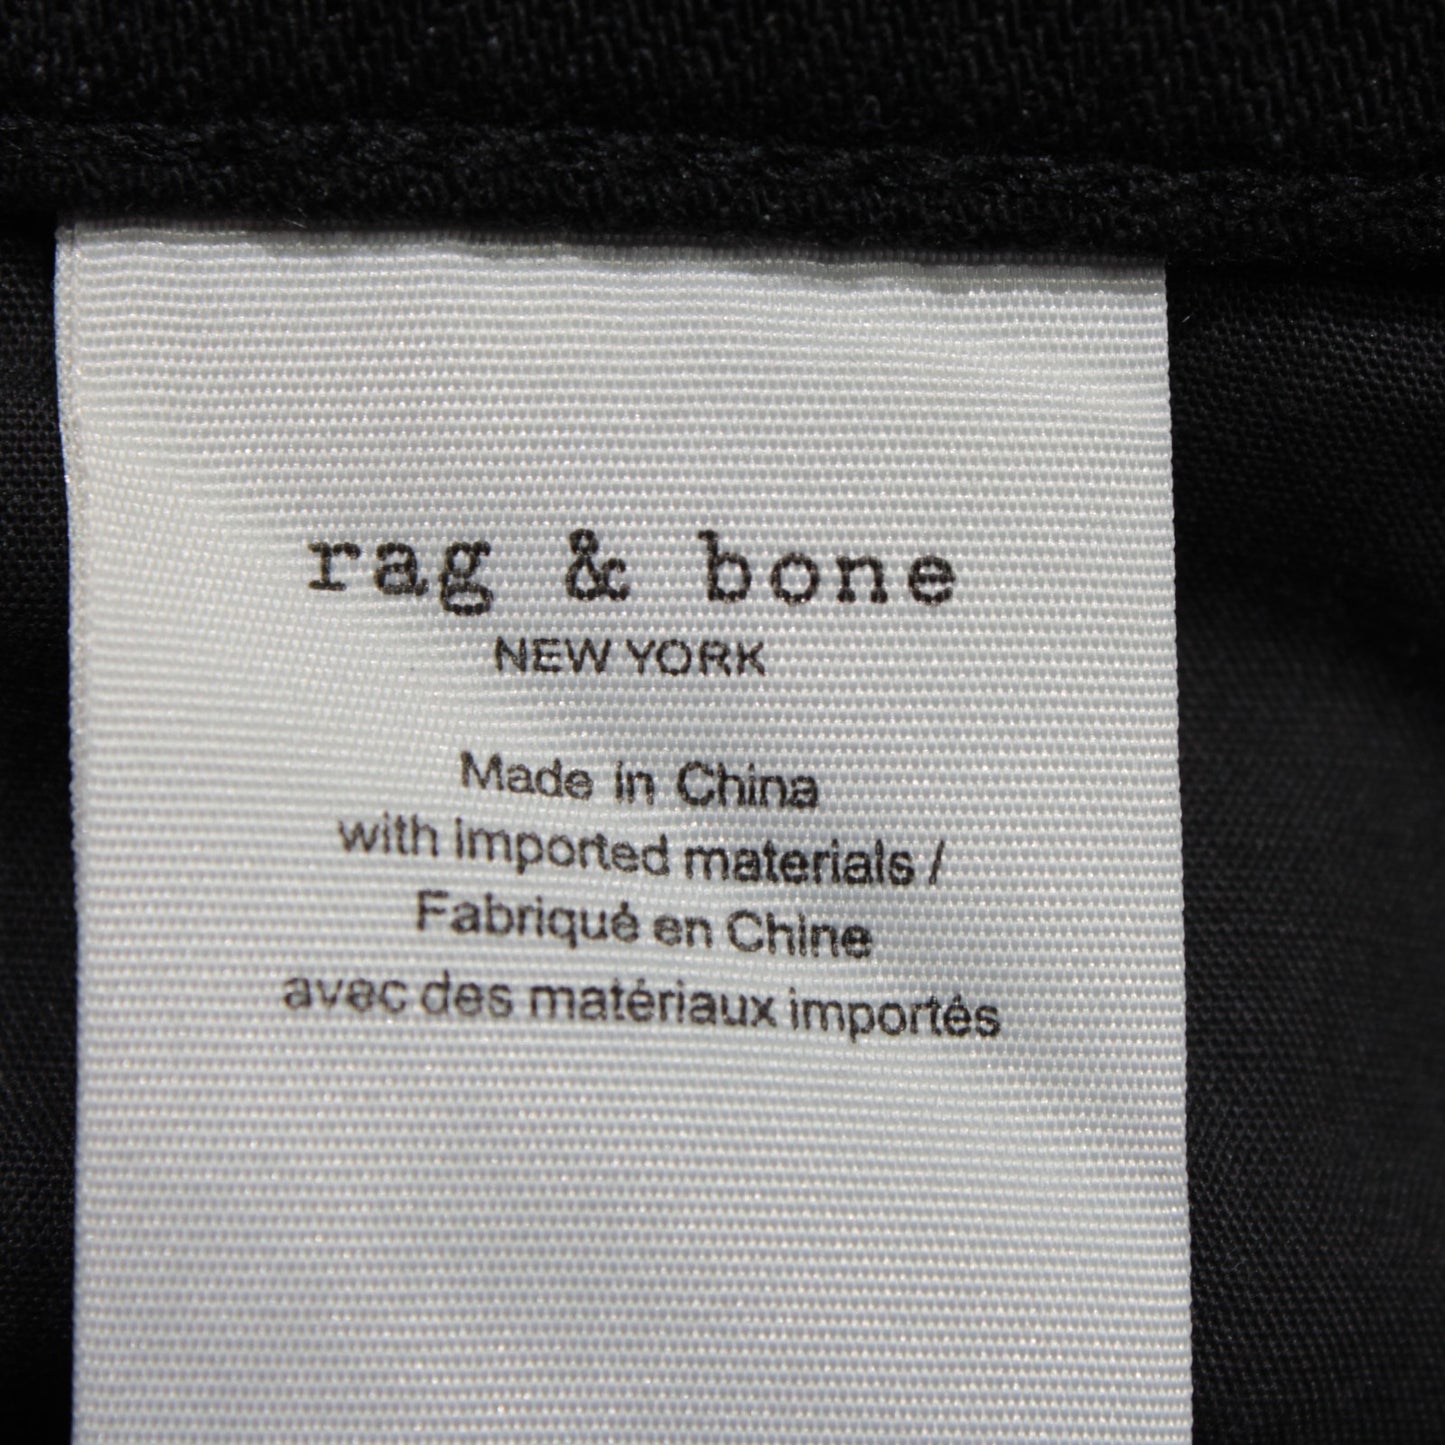 rag & bone
NEW YORK
Made in China
with imported materials /
Fabriqué en Chine
avec des matériaux importés